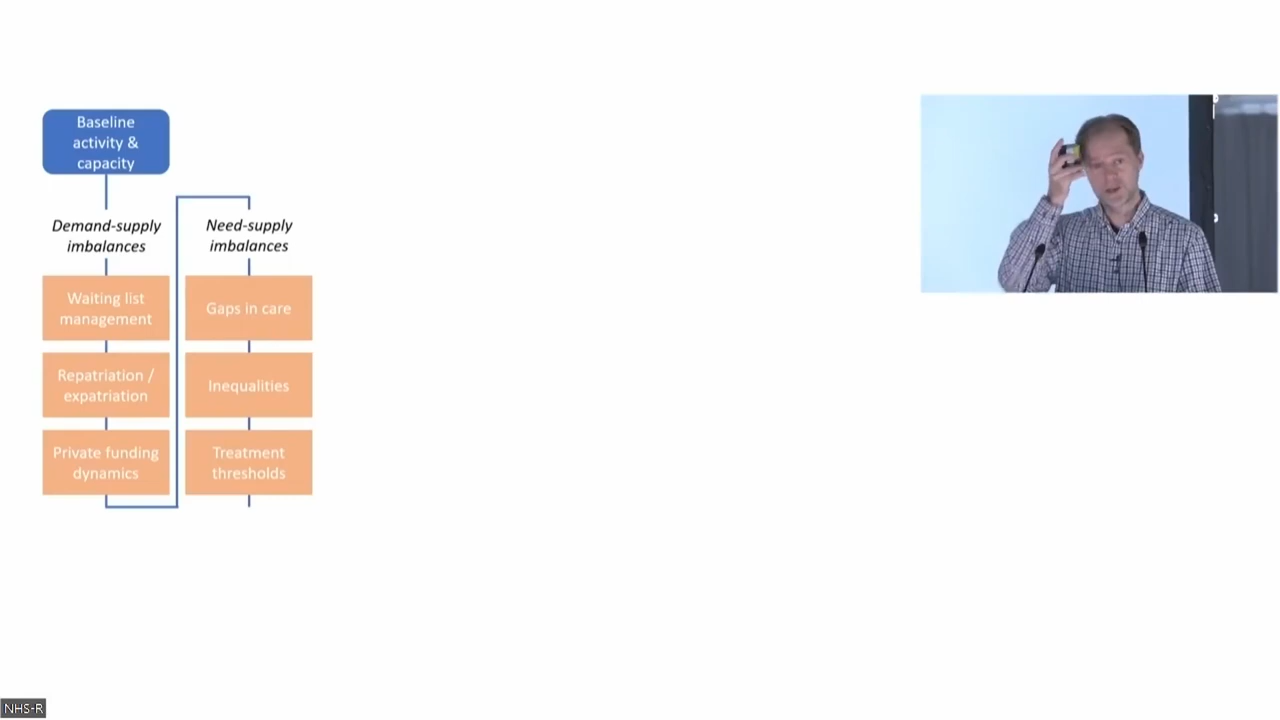 Baseline
activity &
capacity
Demand-supply
imbalances
Waiting list
management
Repatriation /
expatriation
Private funding
dynamics
Need-supply
imbalances
Gaps in care
Inequalities
Treatment
thresholds
NHS-R